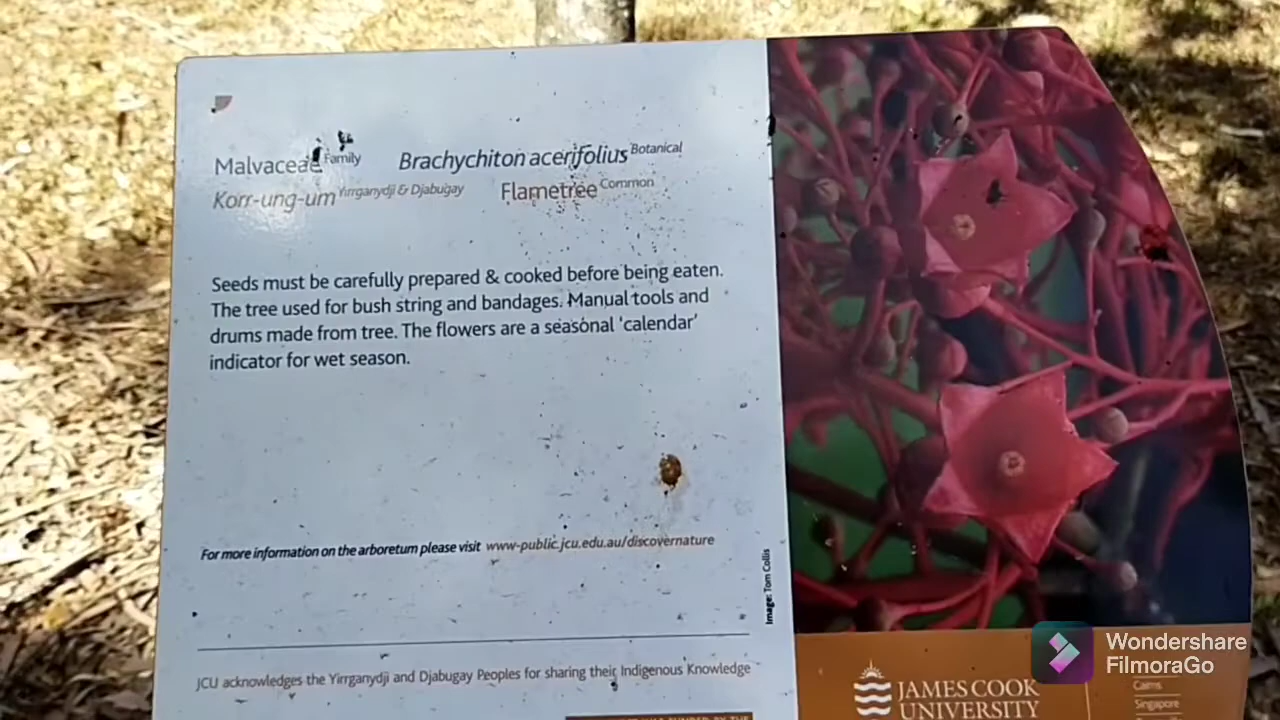 Malvaceae Family Brachychiton acerifolius Botanical
Korr-ung-um Yirrganydji & Djabugay Flametree Common
Seeds must be carefully prepared & cooked before being eaten.
The tree used for bush string and bandages. Manual tools and
drums made from tree. The flowers are a seasonal 'calendar'
indicator for wet season.
For more information on the arboretum please visit www-public.jcu.edu.au/discovernature
Image: Tom Collis
JCU acknowledges the Yirrganydji and Djabugay Peoples for sharing their Indigenous Knowledge
JAMES COOK
UNIVERSITY
Cairns
Singapore
Wondershare
FilmoraGo